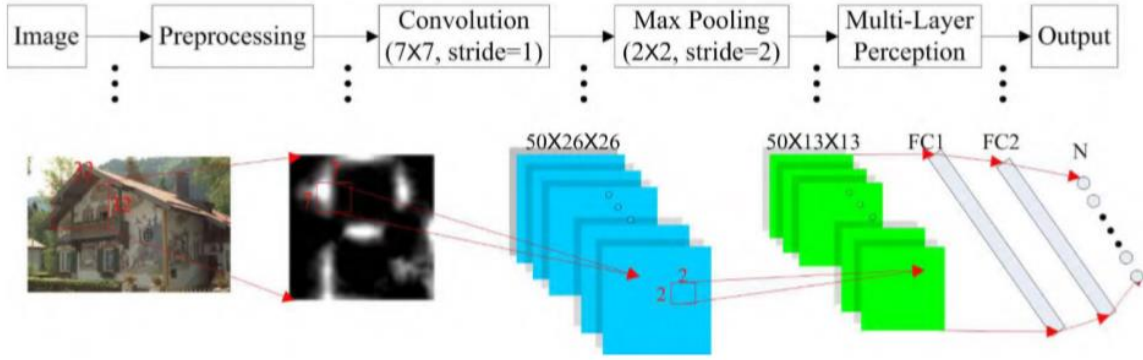 Image
Preprocessing
Convolution
(7X7, stride=1)
Max Pooling
(2X2, stride=2)
Multi-Layer
Perception
Output
50X26X26
50X13X13
FC1
FC2
N
32
32
7
7
2
2